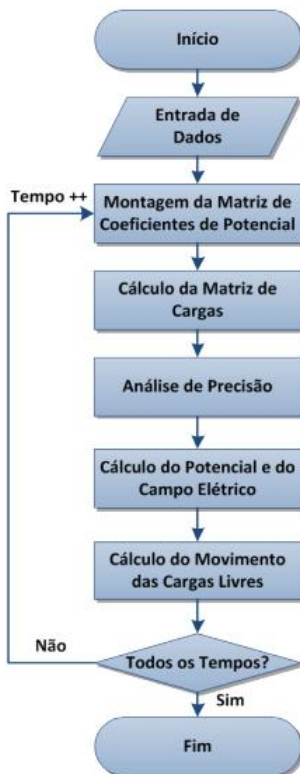 Início
Entrada de
Dados
Tempo ++
Montagem da Matriz de
Coeficientes de Potencial
Cálculo da Matriz de
Cargas
Análise de Precisão
Cálculo do Potencial e do
Campo Elétrico
Cálculo do Movimento
das Cargas Livres
Não
Todos os Tempos?
Sim
Fim